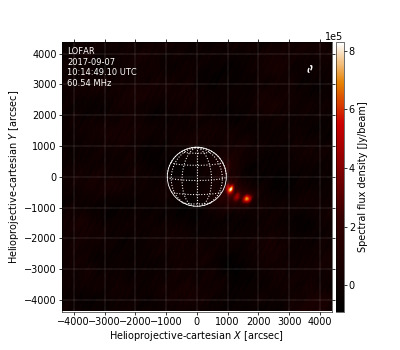 LOFAR
2017-09-07
10:14:49.10 UTC
60.54 MHz
1e5
8
6
4
2
0
Spectral flux density [Jy/beam]
4000
3000
2000
1000
0
−1000
−2000
−3000
−4000
Helioprojective-cartesian Y [arcsec]
−4000 −3000 −2000 −1000 0 1000 2000 3000 4000
Helioprojective-cartesian X [arcsec]